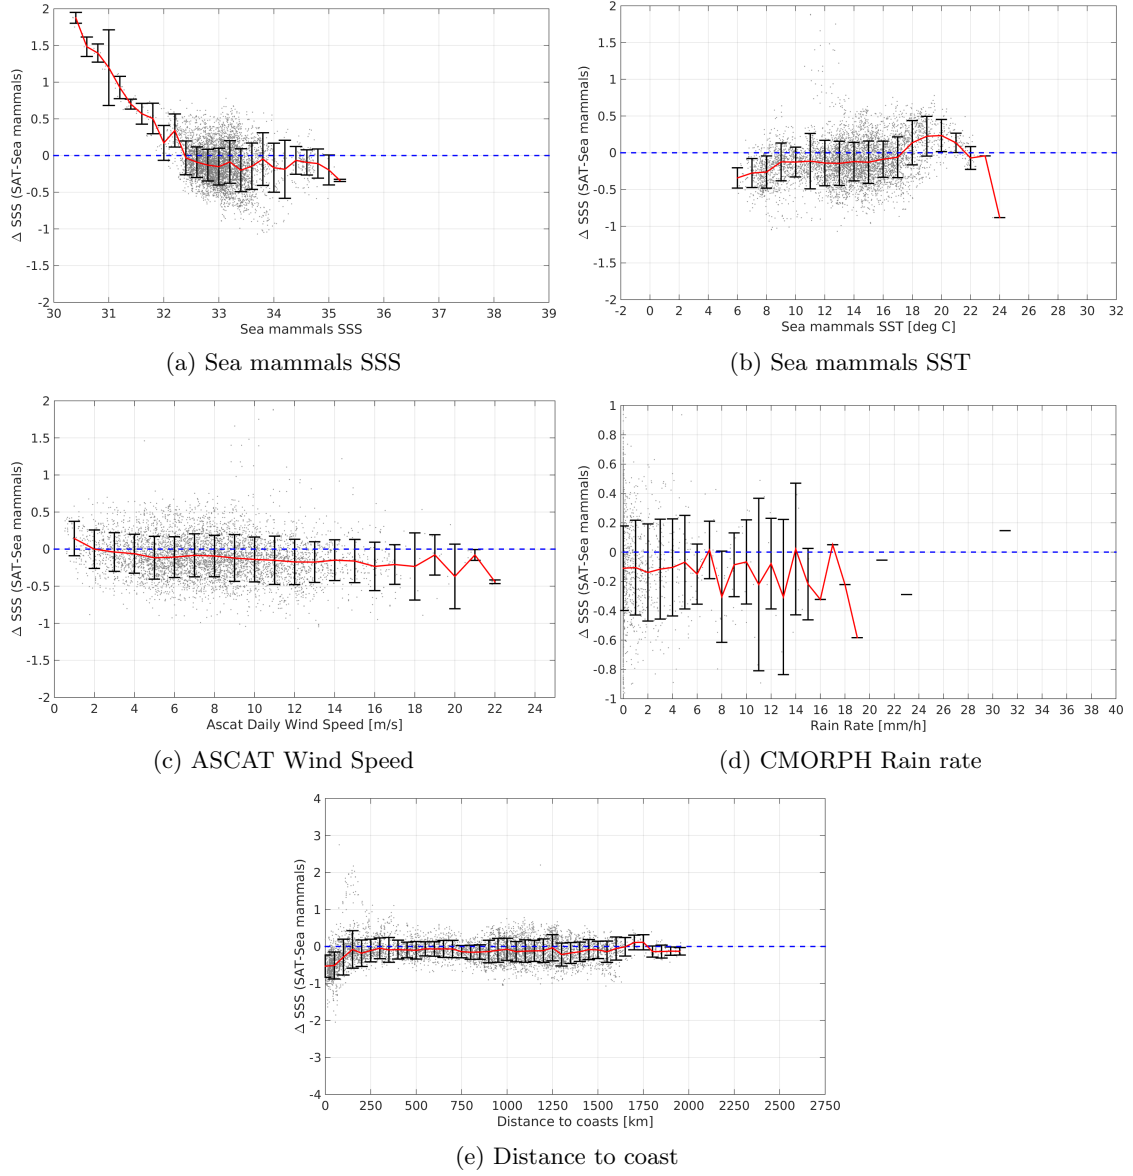 2
1.5
1
0.5
0
-0.5
-1
-1.5
-2
Δ SSS (SAT-Sea mammals)
30 31 32 33 34 35 36 37 38 39
Sea mammals SSS
(a) Sea mammals SSS
2
1.5
1
0.5
0
-0.5
-1
-1.5
-2
Δ SSS (SAT-Sea mammals)
-2 0 2 4 6 8 10 12 14 16 18 20 22 24 26 28 30 32
Sea mammals SST [deg C]
(b) Sea mammals SST
2
1.5
1
0.5
0
-0.5
-1
-1.5
-2
Δ SSS (SAT-Sea mammals)
0 2 4 6 8 10 12 14 16 18 20 22 24
Ascat Daily Wind Speed [m/s]
(c) ASCAT Wind Speed
1
0.8
0.6
0.4
0.2
0
-0.2
-0.4
-0.6
-0.8
-1
Δ SSS (SAT-Sea mammals)
0 2 4 6 8 10 12 14 16 18 20 22 24 26 28 30 32 34 36 38 40
Rain Rate [mm/h]
(d) CMORPH Rain rate
4
3
2
1
0
-1
-2
-3
-4
Δ SSS (SAT-Sea mammals)
0 250 500 750 1000 1250 1500 1750 2000 2250 2500 2750
Distance to coasts [km]
(e) Distance to coast